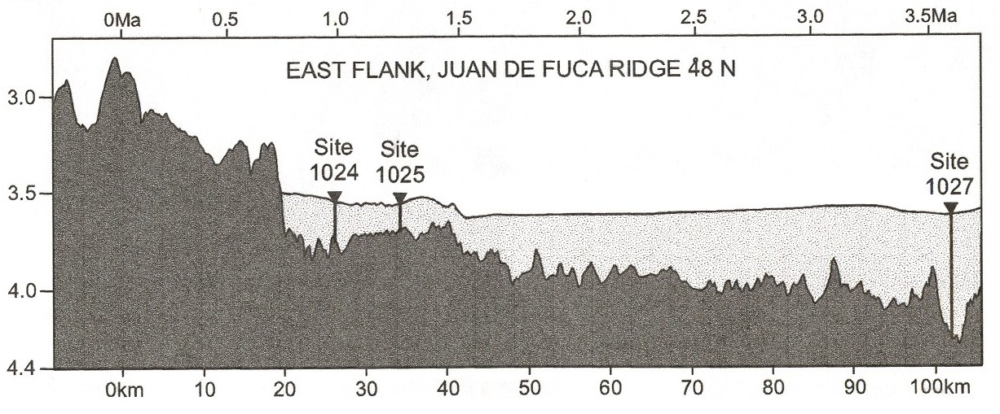 0Ma 0.5 1.0 1.5 2.0 2.5 3.0 3.5Ma
EAST FLANK, JUAN DE FUCA RIDGE 48 N
3.0
Site
1024
Site
1025
Site
1027
3.5
4.0
4.4
0km 10 20 30 40 50 60 70 80 90 100km